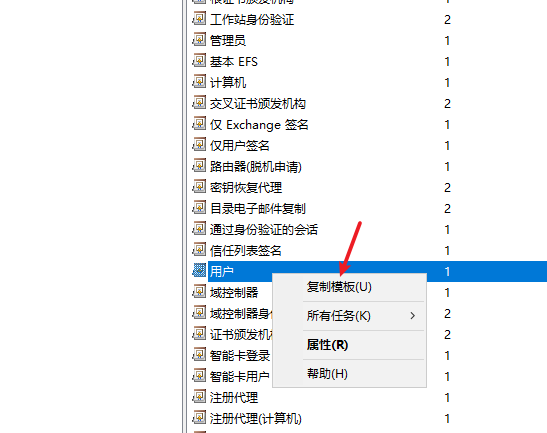 工作站身份验证 2
管理员 1
基本 EFS 1
计算机 1
交叉证书颁发机构 2
仅 Exchange 签名 1
仅用户签名 1
路由器(脱机申请) 1
密钥恢复代理 2
目录电子邮件复制 2
通过身份验证的会话 1
信任列表签名 1
用户 1
复制模板(U)
域控制器 1
所有任务(K)
域控制器身 2
证书颁发机 2
属性(R)
智能卡登录 1
智能卡用户 1
帮助(H)
注册代理 1
注册代理(计算机) 1